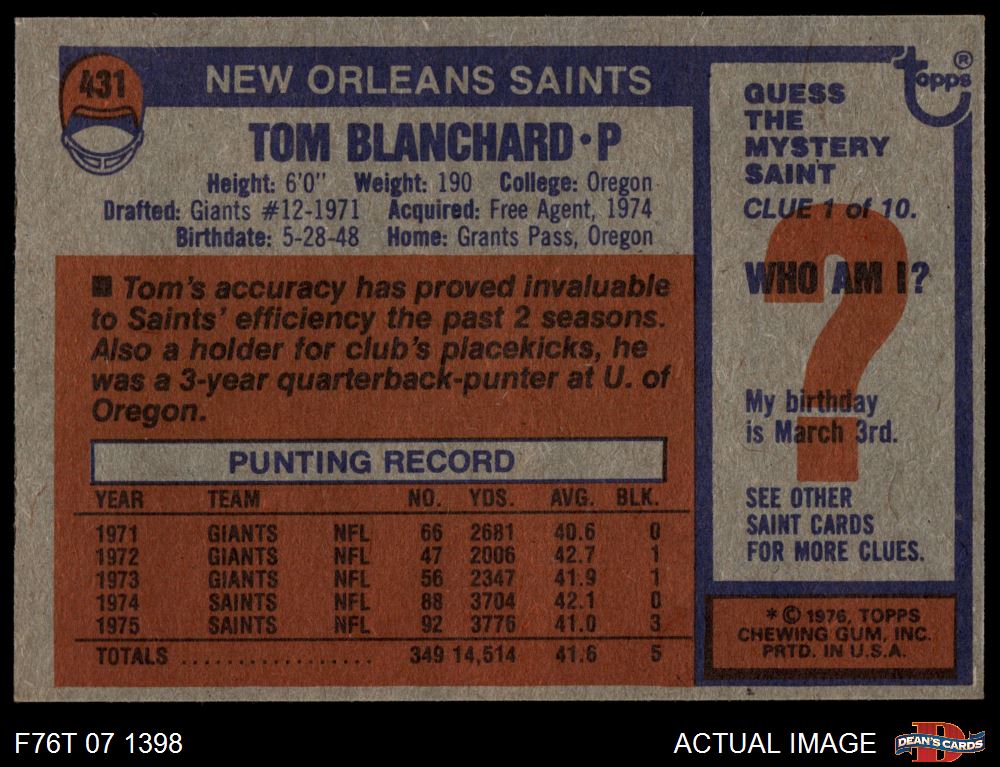 431
NEW ORLEANS SAINTS
TOM BLANCHARD • P
Height: 6'0" Weight: 190 College: Oregon
Drafted: Giants #12-1971 Acquired: Free Agent, 1974
Birthdate: 5-28-48 Home: Grants Pass, Oregon
■ Tom's accuracy has proved invaluable
to Saints' efficiency the past 2 seasons.
Also a holder for club's placekicks, he
was a 3-year quarterback-punter at U. of
Oregon.
PUNTING RECORD
YEAR TEAM NO. YDS. AVG. BLK.
1971 GIANTS NFL 66 2681 40.6 0
1972 GIANTS NFL 47 2006 42.7 1
1973 GIANTS NFL 56 2347 41.9 1
1974 SAINTS NFL 88 3704 42.1 0
1975 SAINTS NFL 92 3776 41.0 3
TOTALS .................. 349 14,514 41.6 5
topps ®
GUESS
THE
MYSTERY
SAINT
CLUE 1 of 10.
?
WHO AM I?
My birthday
is March 3rd.
SEE OTHER
SAINT CARDS
FOR MORE CLUES.
* © 1976, TOPPS
CHEWING GUM, INC.
PRTD. IN U.S.A.
F76T 07 1398
ACTUAL IMAGE
D
DEAN'S CARDS